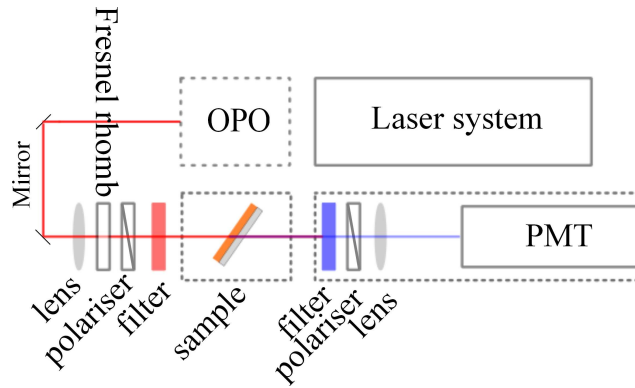 Fresnel rhomb
OPO
Laser system
Mirror
PMT
lens
polariser
filter
sample
filter
polariser
lens